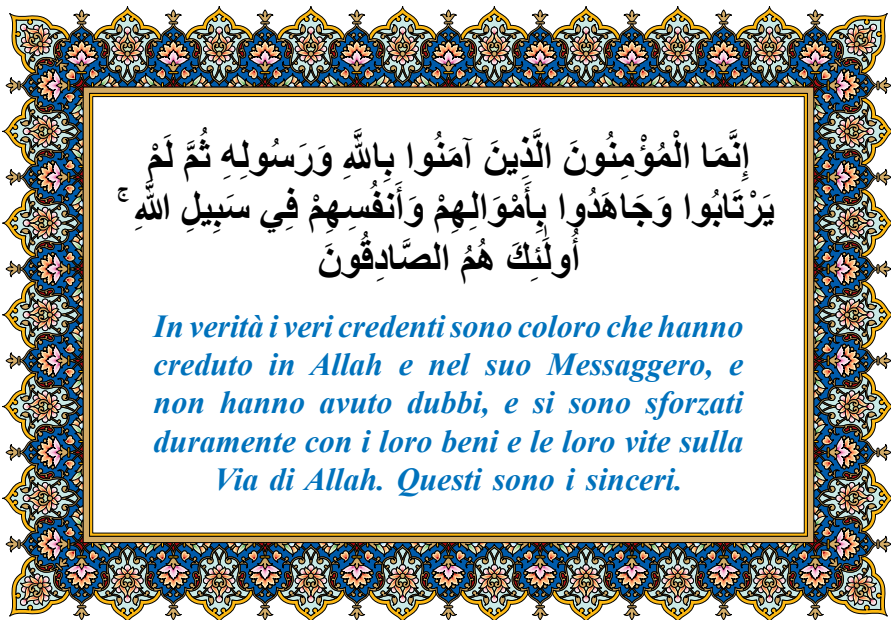 إِنَّمَا الْمُؤْمِنُونَ الَّذِينَ آمَنُوا بِاللَّهِ وَرَسُولِهِ ثُمَّ لَمْ
يَرْتَابُوا وَجَاهَدُوا بِأَمْوَالِهِمْ وَأَنفُسِهِمْ فِي سَبِيلِ اللَّهِ ۚ
أُولَٰئِكَ هُمُ الصَّادِقُونَ
In verità i veri credenti sono coloro che hanno
creduto in Allah e nel suo Messaggero, e
non hanno avuto dubbi, e si sono sforzati
duramente con i loro beni e le loro vite sulla
Via di Allah. Questi sono i sinceri.